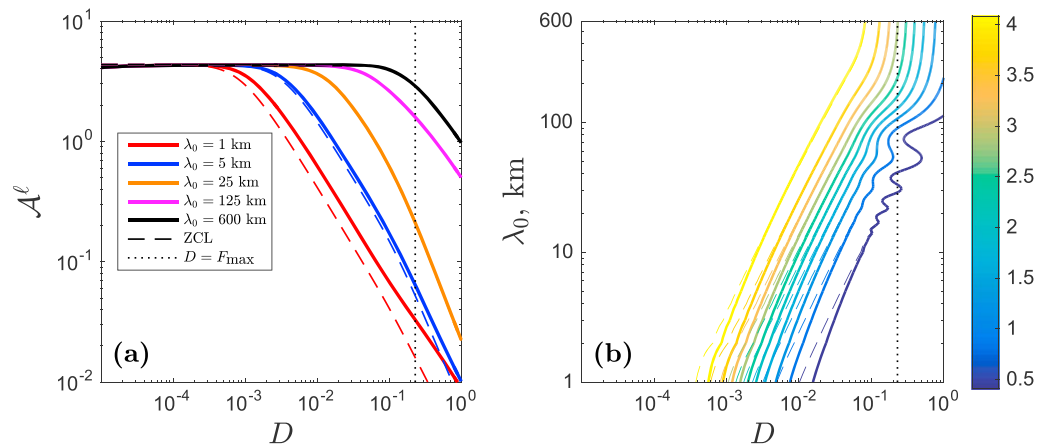 10^1
10^0
10^{-1}
10^{-2}
𝒜^ℓ
λ_0 = 1 km
λ_0 = 5 km
λ_0 = 25 km
λ_0 = 125 km
λ_0 = 600 km
ZCL
D = F_max
(a)
10^{-4} 10^{-3} 10^{-2} 10^{-1} 10^0
D
600
100
10
1
λ_0, km
(b)
10^{-4} 10^{-3} 10^{-2} 10^{-1} 10^0
D
4
3.5
3
2.5
2
1.5
1
0.5